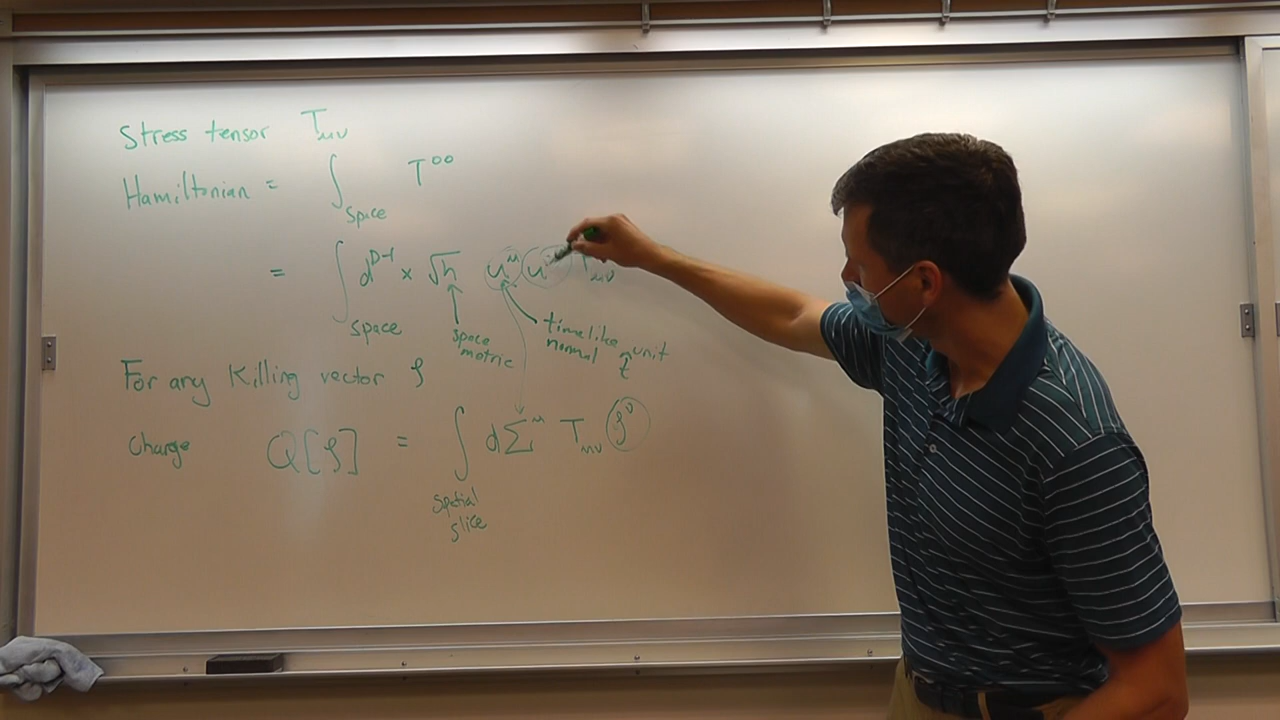 Stress tensor T_μν
Hamiltonian = ∫_space T^00
= ∫_space d^{D-1}x √h u^μ u^ν T_μν
space metric
timelike unit normal
For any Killing vector ζ
Charge Q[ζ] = ∫_{spatial slice} dΣ^μ T_μν ζ^ν